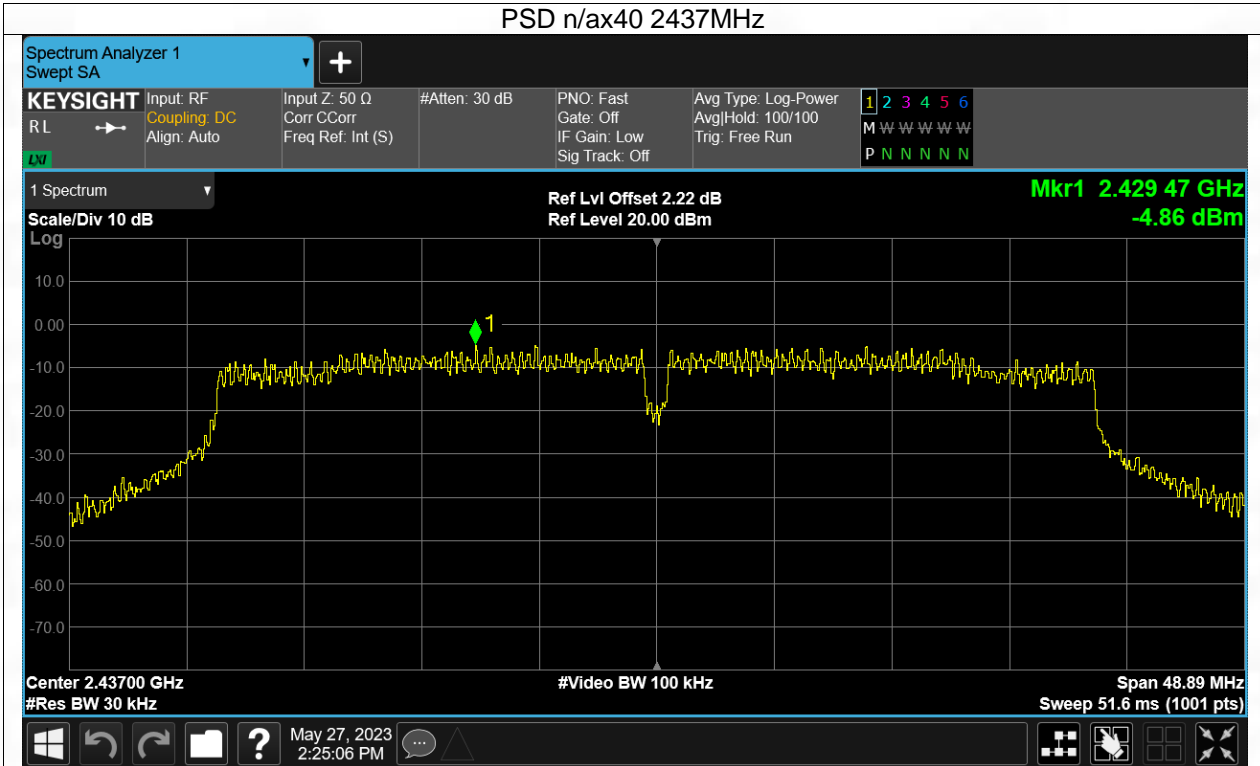 PSD n/ax40 2437MHz
Spectrum Analyzer 1
Swept SA
KEYSIGHT
RL
LXI
Input: RF
Coupling: DC
Align: Auto
Input Z: 50 Ω
Corr CCorr
Freq Ref: Int (S)
#Atten: 30 dB
PNO: Fast
Gate: Off
IF Gain: Low
Sig Track: Off
Avg Type: Log-Power
Avg|Hold: 100/100
Trig: Free Run
1 2 3 4 5 6
M W W W W W W
P N N N N N N
1 Spectrum
Scale/Div 10 dB
Log
Ref Lvl Offset 2.22 dB
Ref Level 20.00 dBm
Mkr1 2.429 47 GHz
-4.86 dBm
1
10.0
0.00
-10.0
-20.0
-30.0
-40.0
-50.0
-60.0
-70.0
Center 2.43700 GHz
#Video BW 100 kHz
Span 48.89 MHz
#Res BW 30 kHz
Sweep 51.6 ms (1001 pts)
?
May 27, 2023
2:25:06 PM